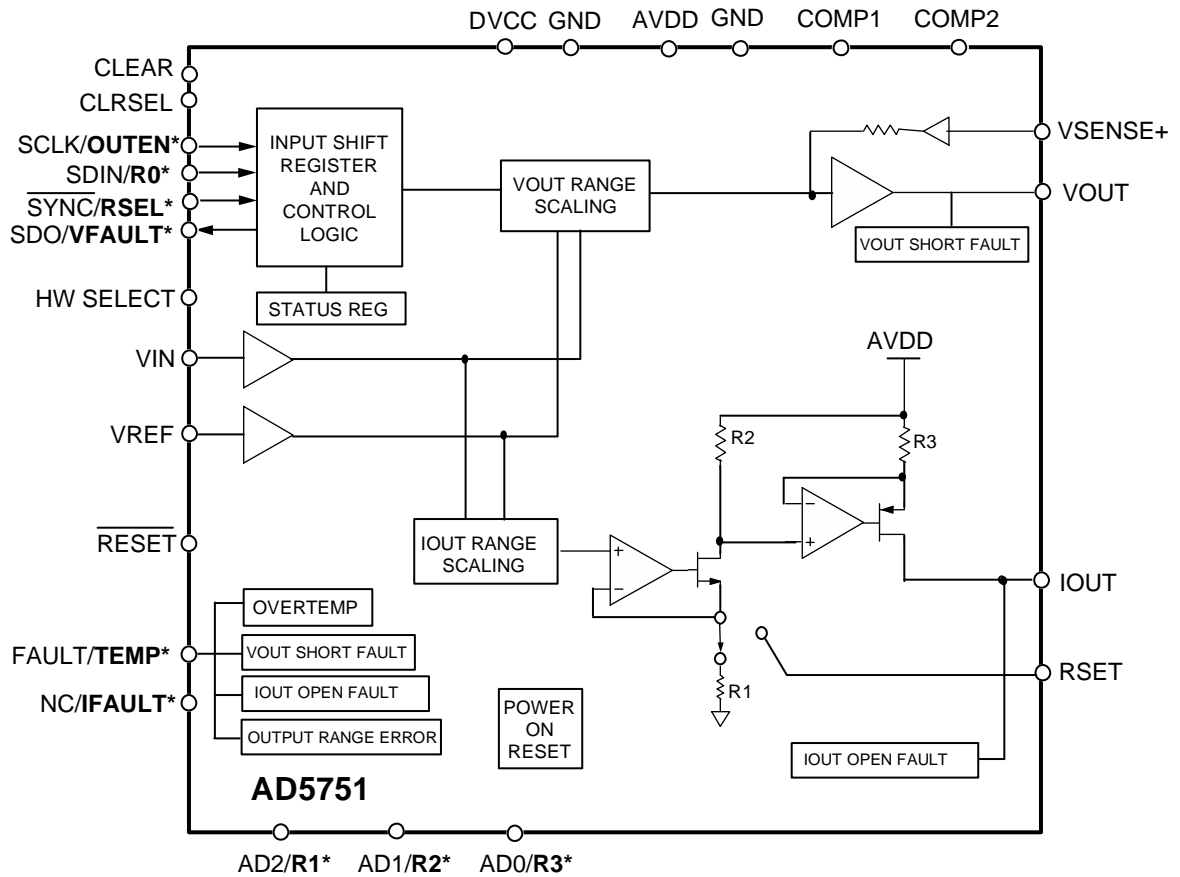 DVCC GND AVDD GND COMP1 COMP2
CLEAR
CLRSEL
SCLK/OUTEN*
SDIN/R0*
SYNC/RSEL*
SDO/VFAULT*
HW SELECT
VIN
VREF
RESET
FAULT/TEMP*
NC/IFAULT*
INPUT SHIFT
REGISTER
AND
CONTROL
LOGIC
STATUS REG
VOUT RANGE
SCALING
VSENSE+
VOUT
VOUT SHORT FAULT
AVDD
R2
R3
IOUT RANGE
SCALING
+
−
−
+
R1
IOUT
RSET
OVERTEMP
VOUT SHORT FAULT
IOUT OPEN FAULT
OUTPUT RANGE ERROR
POWER
ON
RESET
IOUT OPEN FAULT
AD5751
AD2/R1* AD1/R2* AD0/R3*